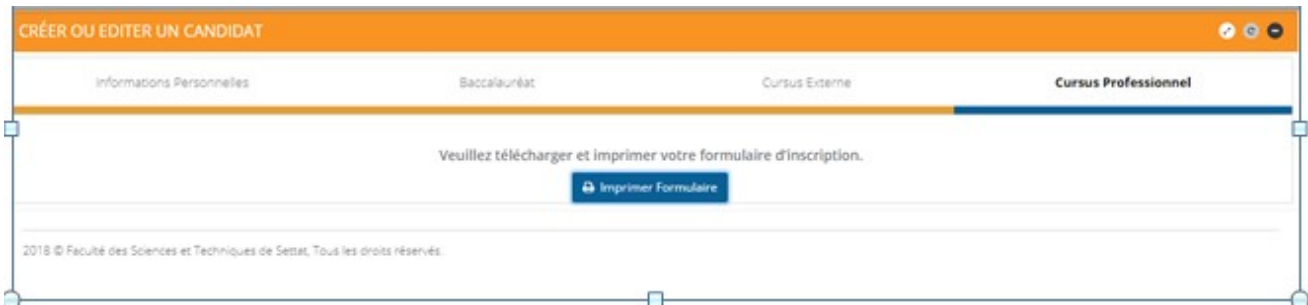 CRÉER OU EDITER UN CANDIDAT
Informations Personnelles Baccalauréat Cursus Externe Cursus Professionnel
Veuillez télécharger et imprimer votre formulaire d'inscription.
Imprimer Formulaire
2018 © Faculté des Sciences et Techniques de Settat, Tous les droits réservés.